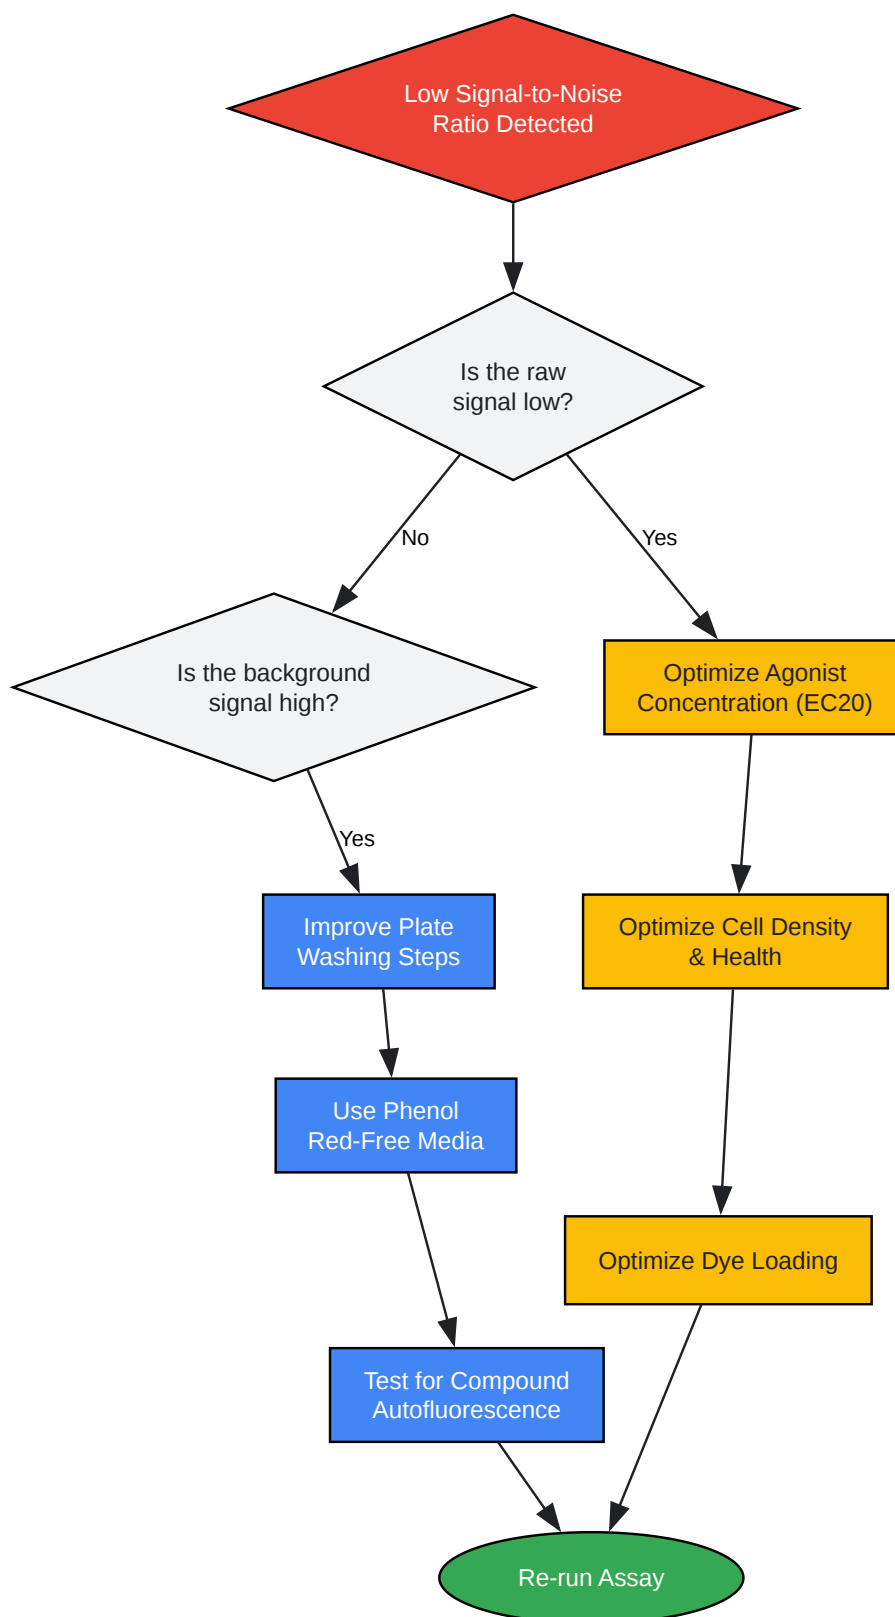 Low Signal-to-Noise
Ratio Detected
Is the raw
signal low?
No
Yes
Is the background
signal high?
Optimize Agonist
Concentration (EC20)
Yes
Improve Plate
Washing Steps
Optimize Cell Density
& Health
Use Phenol
Red-Free Media
Optimize Dye Loading
Test for Compound
Autofluorescence
Re-run Assay